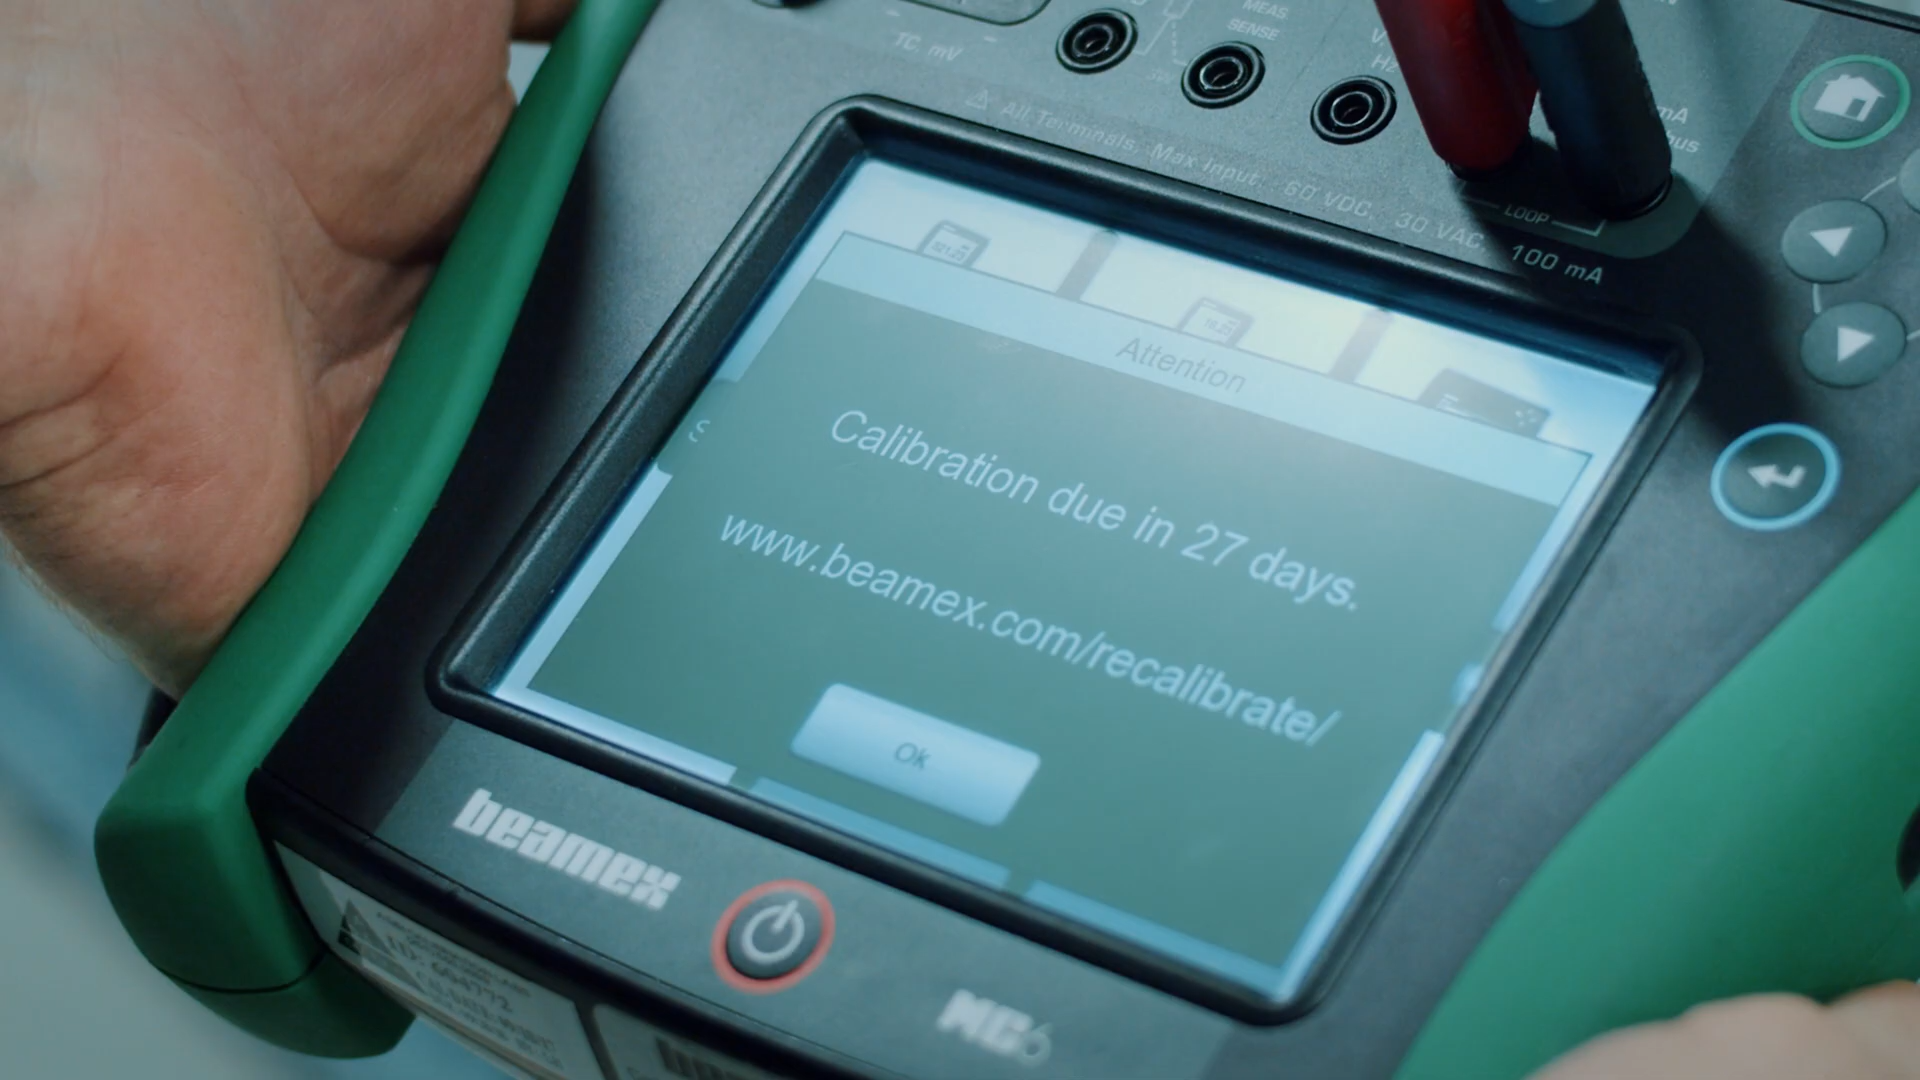 TC, mV
MEAS.
SENSE
V,
Hz
mA
⚠ All Terminals, Max Input: 60 VDC, 30 VAC, 100 mA
LOOP
Attention
Calibration due in 27 days.
www.beamex.com/recalibrate/
Ok
beamex
MC6